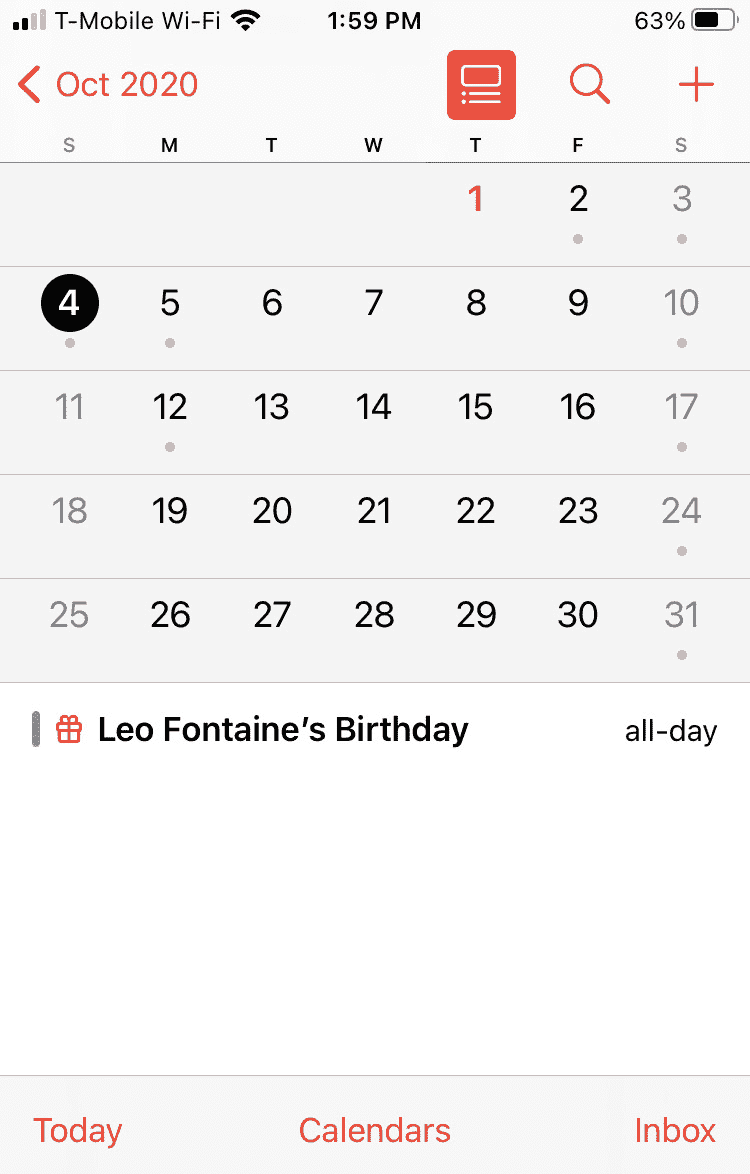 T-Mobile Wi-Fi 1:59 PM 63%
Oct 2020
S M T W T F S
1 2 3
4 5 6 7 8 9 10
11 12 13 14 15 16 17
18 19 20 21 22 23 24
25 26 27 28 29 30 31
Leo Fontaine’s Birthday all-day
Today Calendars Inbox